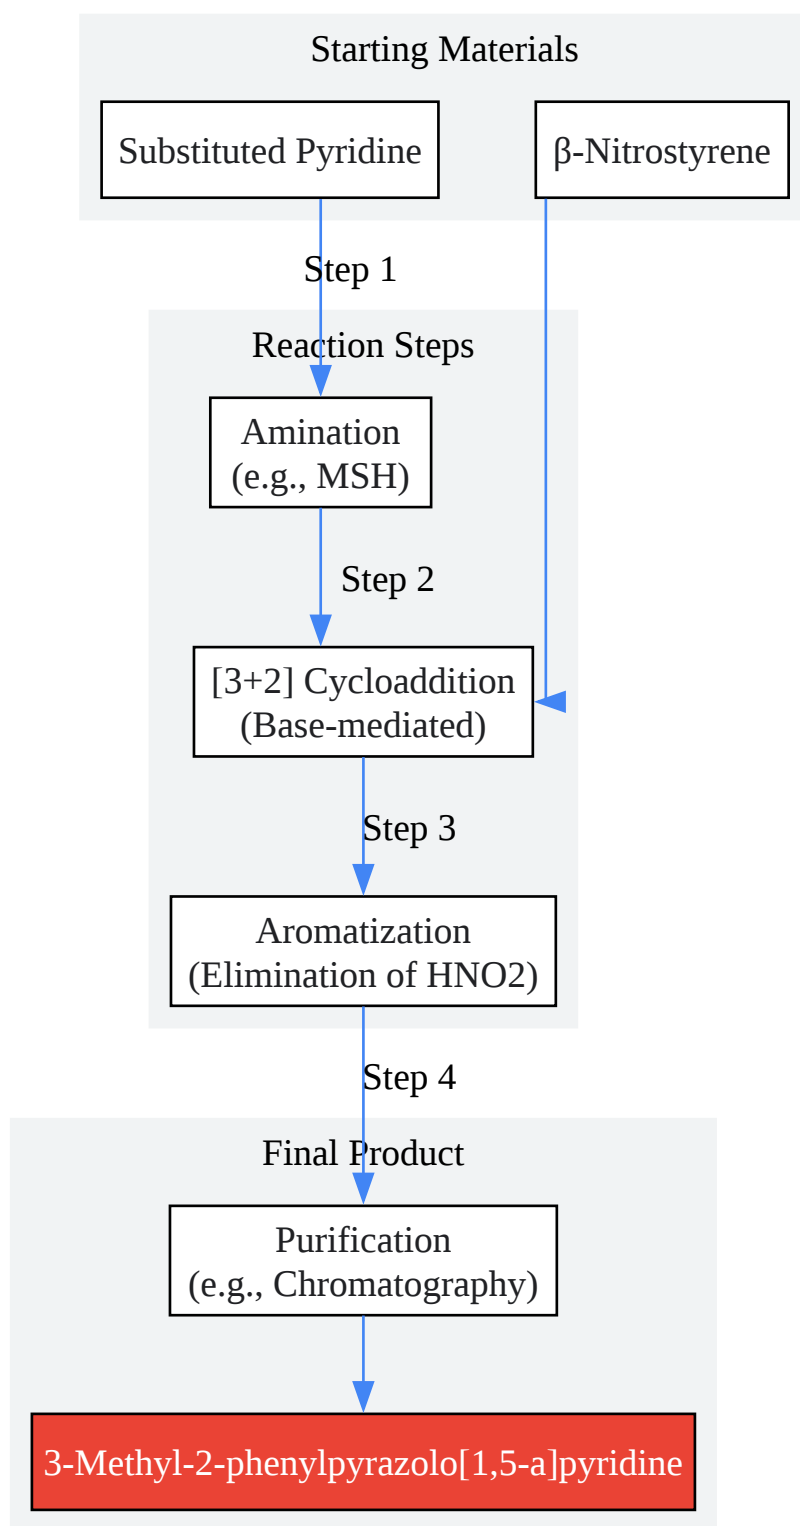 Starting Materials
Substituted Pyridine
β-Nitrostyrene
Step 1
Reaction Steps
Amination
(e.g., MSH)
Step 2
[3+2] Cycloaddition
(Base-mediated)
Step 3
Aromatization
(Elimination of HNO2)
Step 4
Final Product
Purification
(e.g., Chromatography)
3-Methyl-2-phenylpyrazolo[1,5-a]pyridine